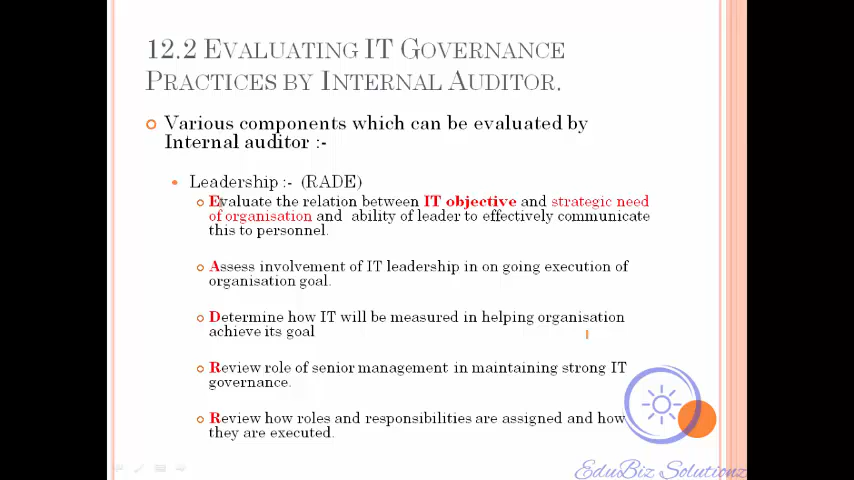 12.2 EVALUATING IT GOVERNANCE
PRACTICES BY INTERNAL AUDITOR.
Various components which can be evaluated by
Internal auditor :-
Leadership :- (RADE)
Evaluate the relation between IT objective and strategic need
of organisation and ability of leader to effectively communicate
this to personnel.
Assess involvement of IT leadership in on going execution of
organisation goal.
Determine how IT will be measured in helping organisation
achieve its goal
Review role of senior management in maintaining strong IT
governance.
Review how roles and responsibilities are assigned and how
they are executed.
EduBiz Solutionz